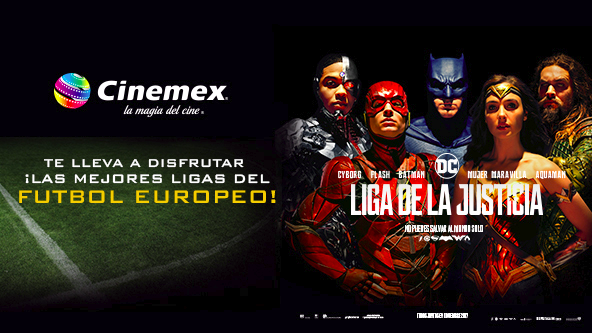 Cinemex®
la magia del cine®
TE LLEVA A DISFRUTAR
¡LAS MEJORES LIGAS DEL
FUTBOL EUROPEO!
CYBORG FLASH BATMAN DC MUJER MARAVILLA AQUAMAN
LIGA DE LA JUSTICIA
NO PUEDES SALVAR AL MUNDO SOLO